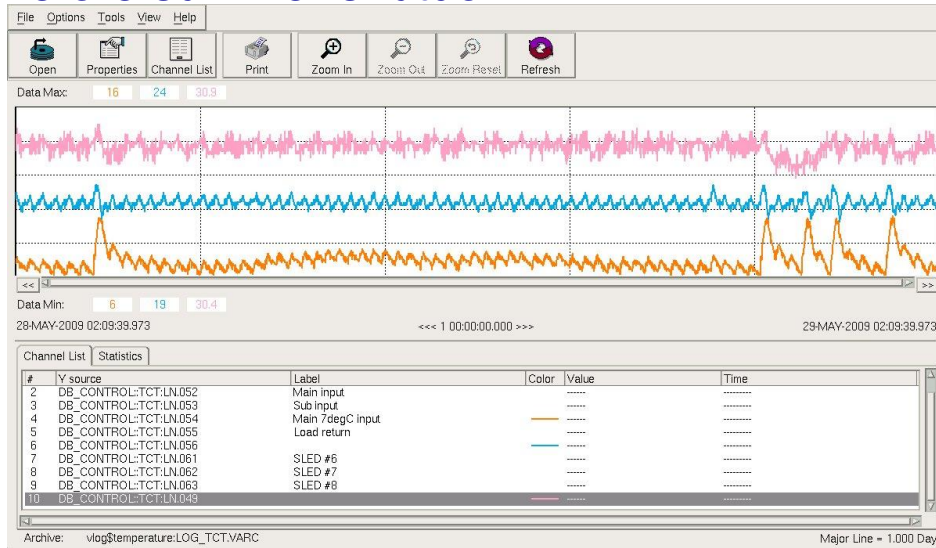 File Options Tools View Help
Open Properties Channel List Print Zoom In Zoom Out Zoom Reset Refresh
Data Max: 16 24 30.9
<< >>
Data Min: 6 19 30.4
28-MAY-2009 02:09:39.973 <<< 1 00:00:00.000 >>> 29-MAY-2009 02:09:39.973
Channel List Statistics
# Y source Label Color Value Time
2 DB_CONTROL::TCT:LN.052 Main input ------ --------
3 DB_CONTROL::TCT:LN.053 Sub input ------ --------
4 DB_CONTROL::TCT:LN.054 Main 7degC input ------ --------
5 DB_CONTROL::TCT:LN.055 Load return ------ --------
6 DB_CONTROL::TCT:LN.056 ------ --------
7 DB_CONTROL::TCT:LN.061 SLED #6 ------ --------
8 DB_CONTROL::TCT:LN.062 SLED #7 ------ --------
9 DB_CONTROL::TCT:LN.063 SLED #8 ------ --------
10 DB_CONTROL::TCT:LN.049 ------ --------
Archive: vlog$temperature:LOG_TCT.VARC Major Line = 1.000 Day